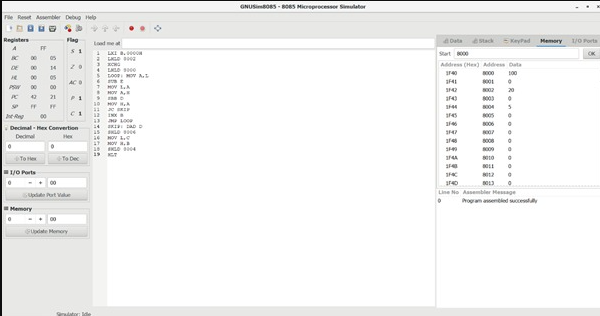 GNUSim8085 - 8085 Microprocessor Simulator
File Reset Assembler Debug Help
Registers Flag
A FF
BC 00 05
DE 00 14
HL 00 05
PSW 00 00
PC 42 21
SP FF FF
Int-Reg 00
S 1
Z 0
AC 0
P 1
C 1
Decimal - Hex Convertion
Decimal Hex
0 0
To Hex To Dec
I/O Ports
0 - + 00
Update Port Value
Memory
0 - + 00
Update Memory
Load me at
1 LXI B,0000H
2 LHLD 8002
3 XCHG
4 LHLD 8000
5 LOOP: MOV A,L
6 SUB E
7 MOV L,A
8 MOV A,H
9 SBB D
10 MOV H,A
11 JC SKIP
12 INX B
13 JMP LOOP
14 SKIP: DAD D
15 SHLD 8006
16 MOV L,C
17 MOV H,B
18 SHLD 8004
19 HLT
Data Stack KeyPad Memory I/O Ports
Start 8000 OK
Address (Hex) Address Data
1F40 8000 100
1F41 8001 0
1F42 8002 20
1F43 8003 0
1F44 8004 5
1F45 8005 0
1F46 8006 0
1F47 8007 0
1F48 8008 0
1F49 8009 0
1F4A 8010 0
1F4B 8011 0
1F4C 8012 0
1F4D 8013 0
Line No Assembler Message
0 Program assembled successfully
Simulator: Idle